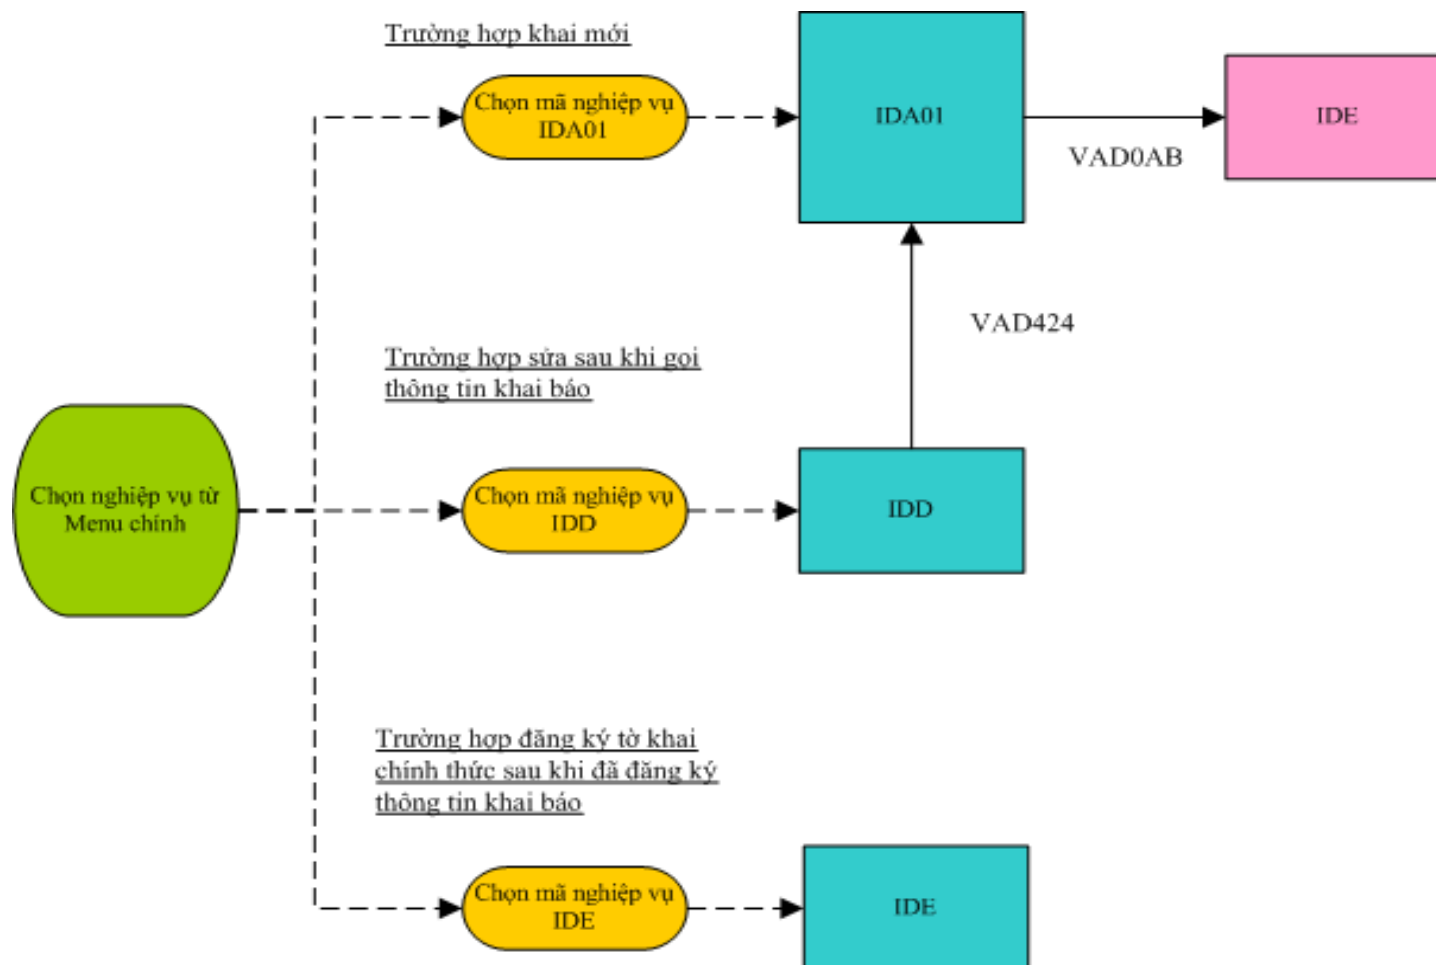 Trường hợp khai mới
Chọn mã nghiệp vụ
IDA01
IDA01
VAD0AB
IDE
VAD424
Trường hợp sửa sau khi gọi
thông tin khai báo
Chọn nghiệp vụ từ
Menu chính
Chọn mã nghiệp vụ
IDD
IDD
Trường hợp đăng ký tờ khai
chính thức sau khi đã đăng ký
thông tin khai báo
Chọn mã nghiệp vụ
IDE
IDE